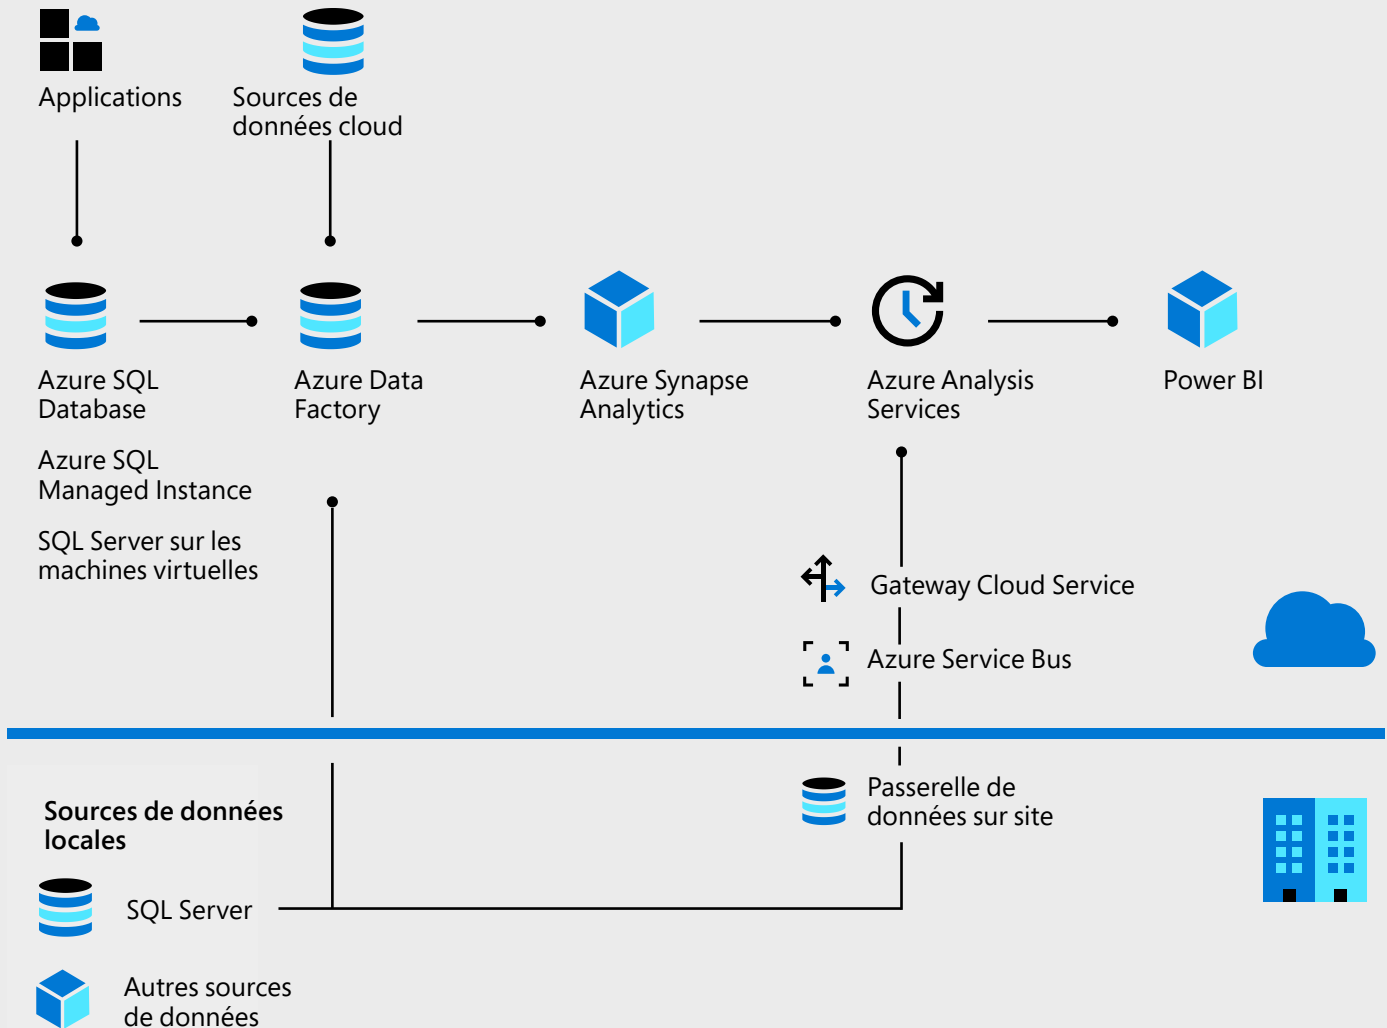 Applications
Sources de
données cloud
Azure SQL
Database
Azure SQL
Managed Instance
SQL Server sur les
machines virtuelles
Azure Data
Factory
Azure Synapse
Analytics
Azure Analysis
Services
Power BI
Gateway Cloud Service
Azure Service Bus
Passerelle de
données sur site
Sources de données
locales
SQL Server
Autres sources
de données